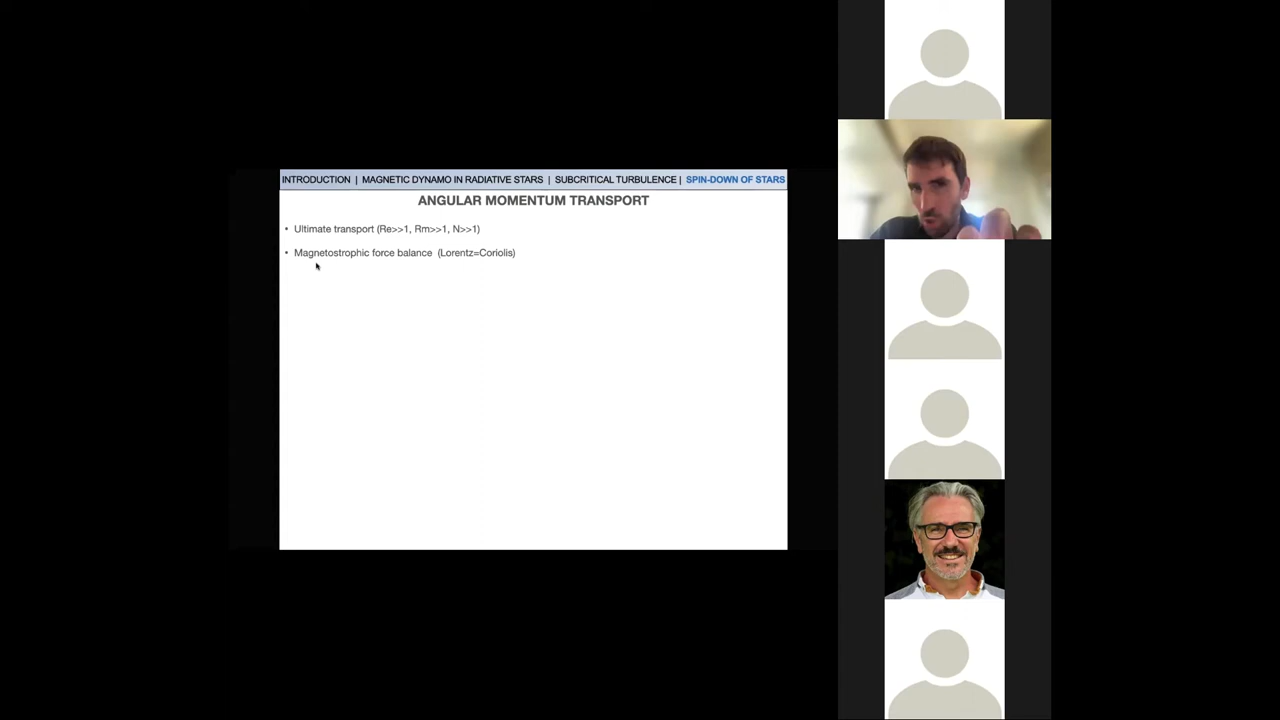 INTRODUCTION | MAGNETIC DYNAMO IN RADIATIVE STARS | SUBCRITICAL TURBULENCE | SPIN-DOWN OF STARS
ANGULAR MOMENTUM TRANSPORT
• Ultimate transport (Re>>1, Rm>>1, N>>1)
• Magnetostrophic force balance (Lorentz=Coriolis)